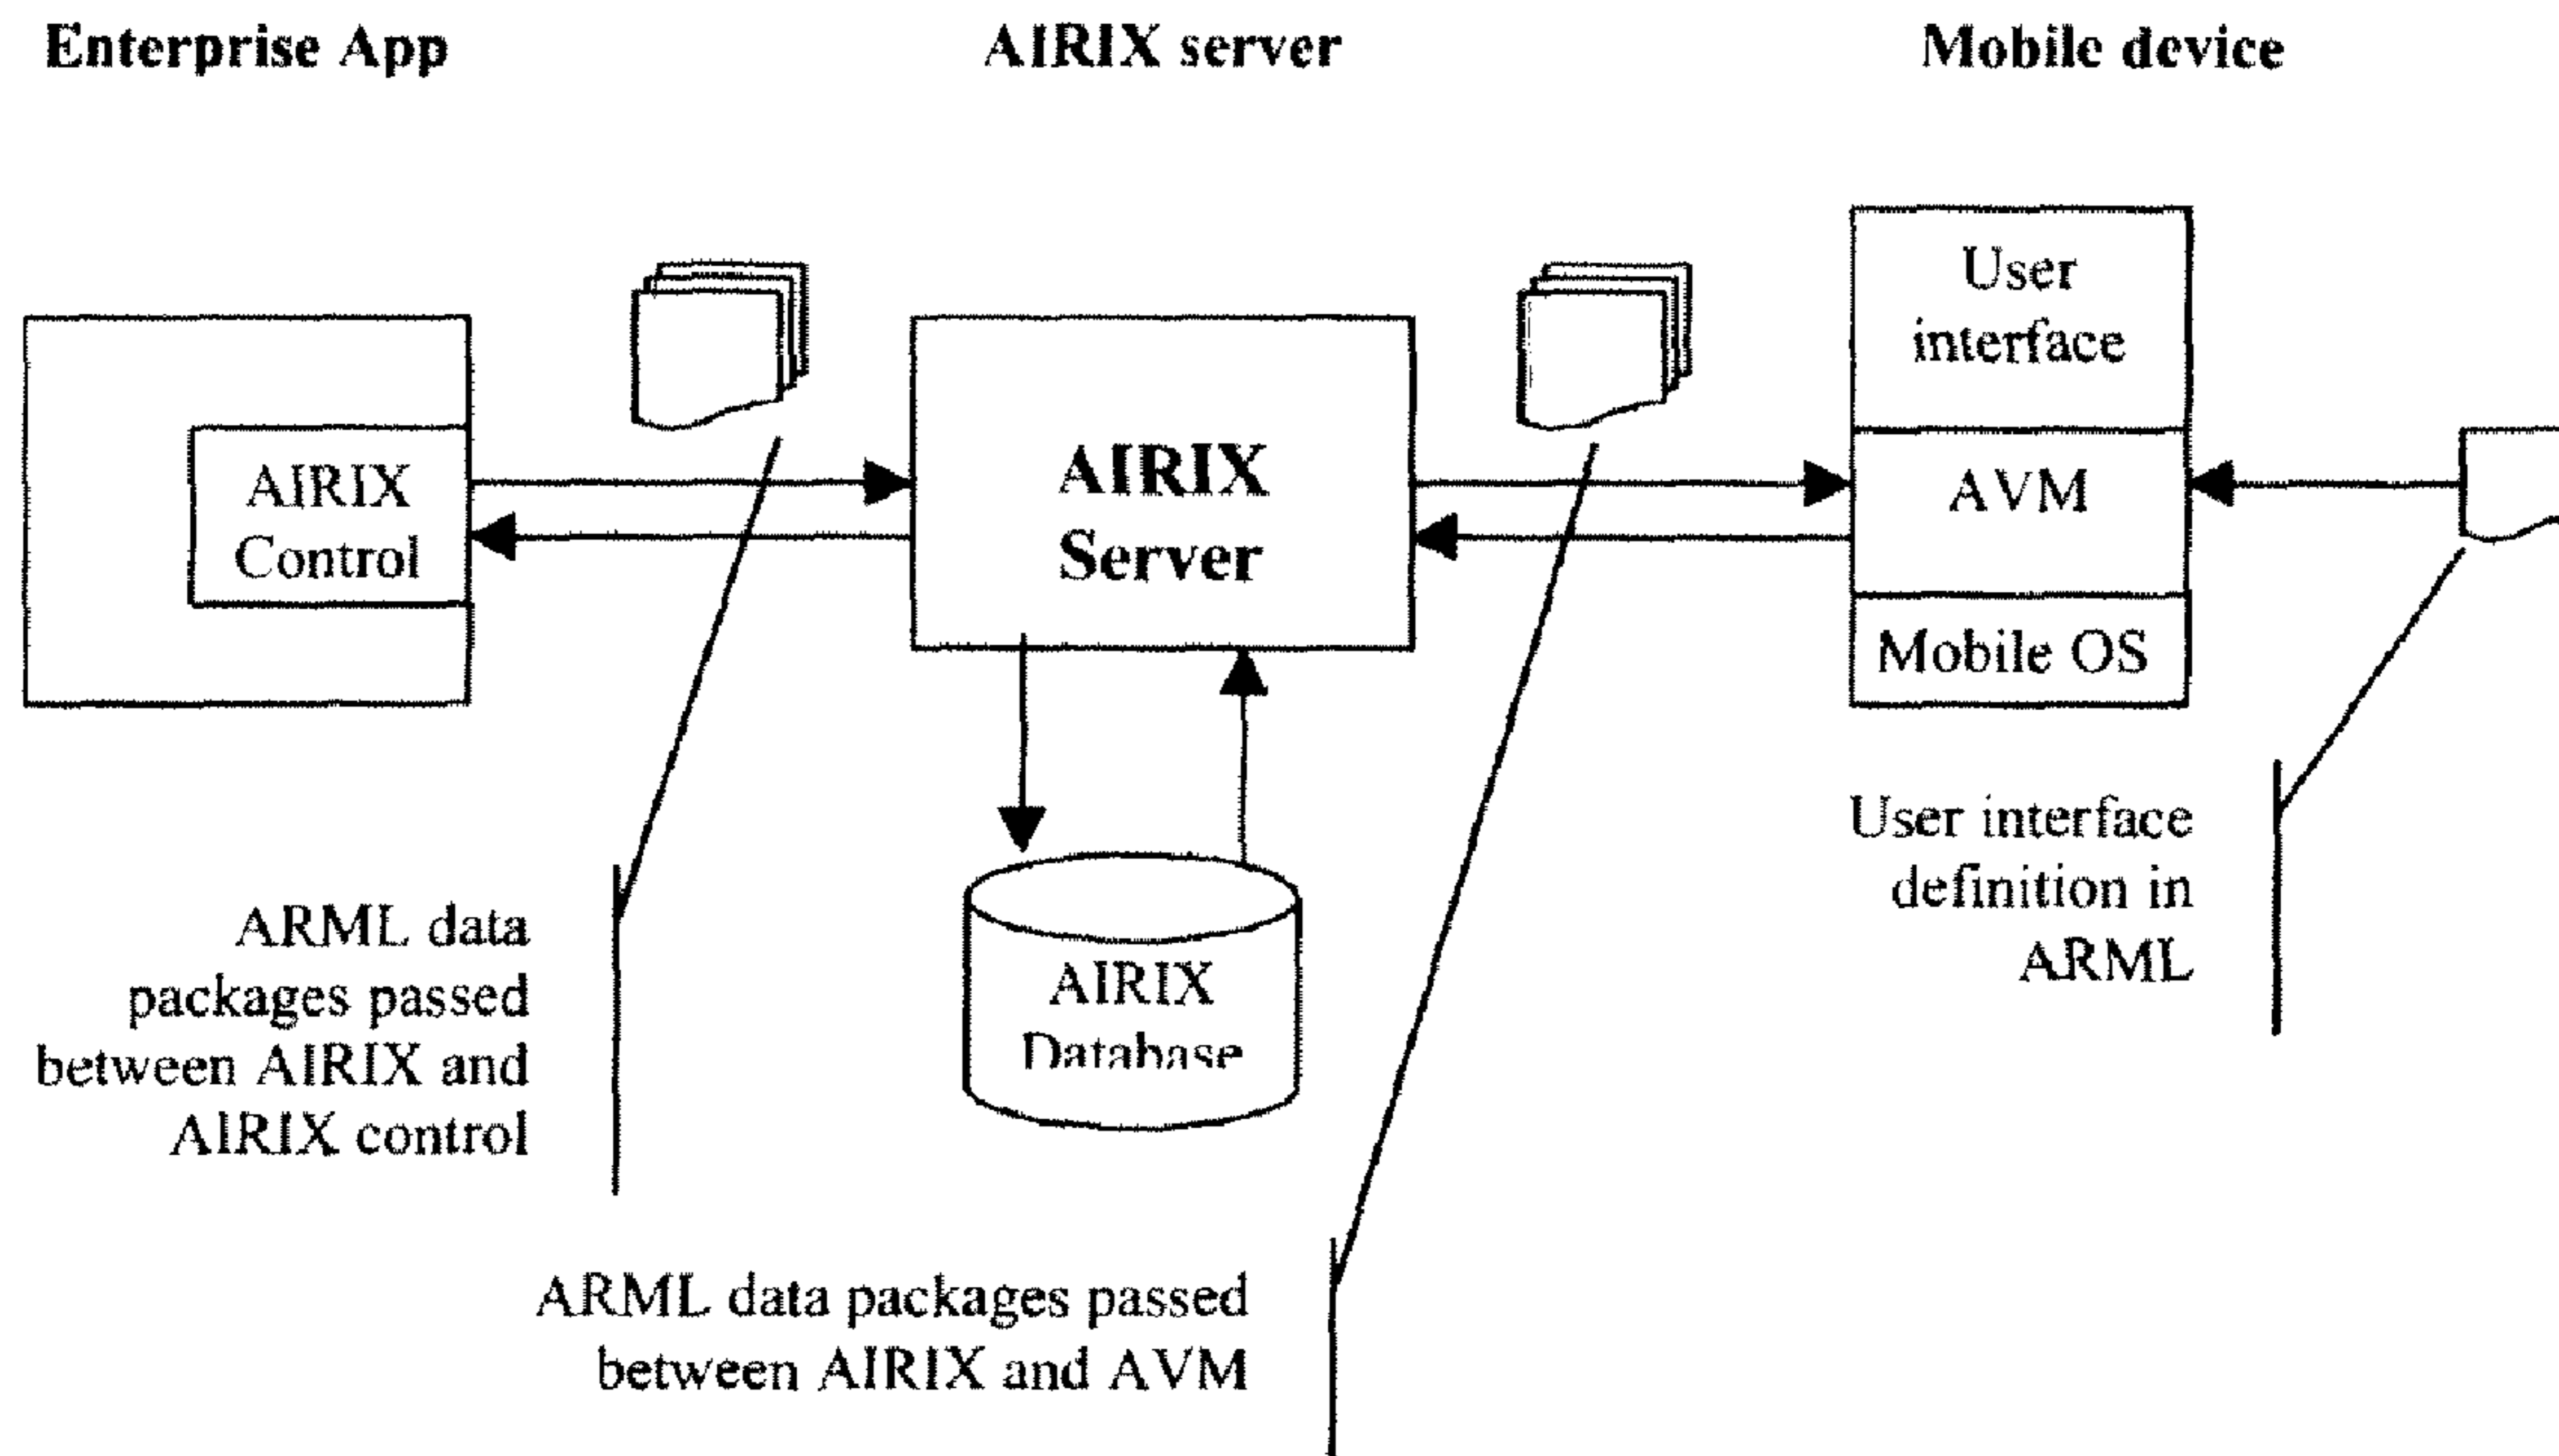 Enterprise App
AIRIX server
Mobile device
User
interface
AIRIX
Control
AIRIX
Server
AVM
Mobile OS
User interface
definition in
ARML
ARML data
packages passed
between AIRIX and
AIRIX control
AIRIX
Database
ARML data packages passed
between AIRIX and AVM